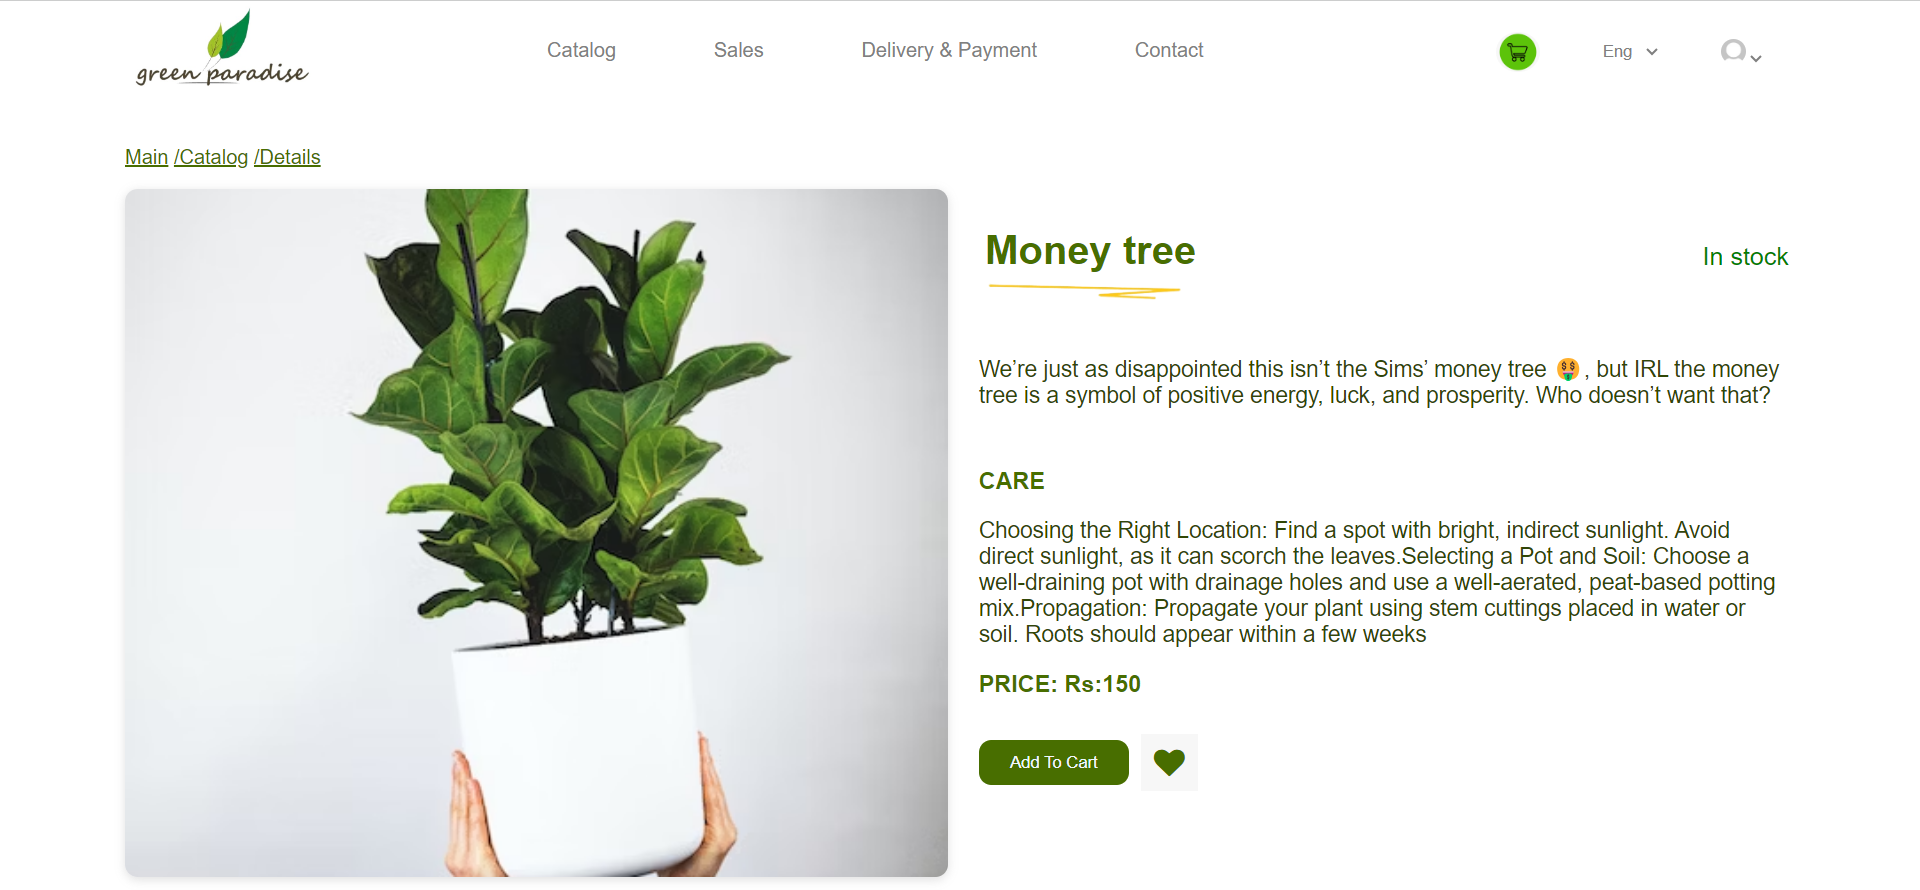 green paradise
Catalog
Sales
Delivery & Payment
Contact
Eng
Main /Catalog /Details
Money tree
In stock
We’re just as disappointed this isn’t the Sims’ money tree 🤑, but IRL the money
tree is a symbol of positive energy, luck, and prosperity. Who doesn’t want that?
CARE
Choosing the Right Location: Find a spot with bright, indirect sunlight. Avoid
direct sunlight, as it can scorch the leaves.Selecting a Pot and Soil: Choose a
well-draining pot with drainage holes and use a well-aerated, peat-based potting
mix.Propagation: Propagate your plant using stem cuttings placed in water or
soil. Roots should appear within a few weeks
PRICE: Rs:150
Add To Cart